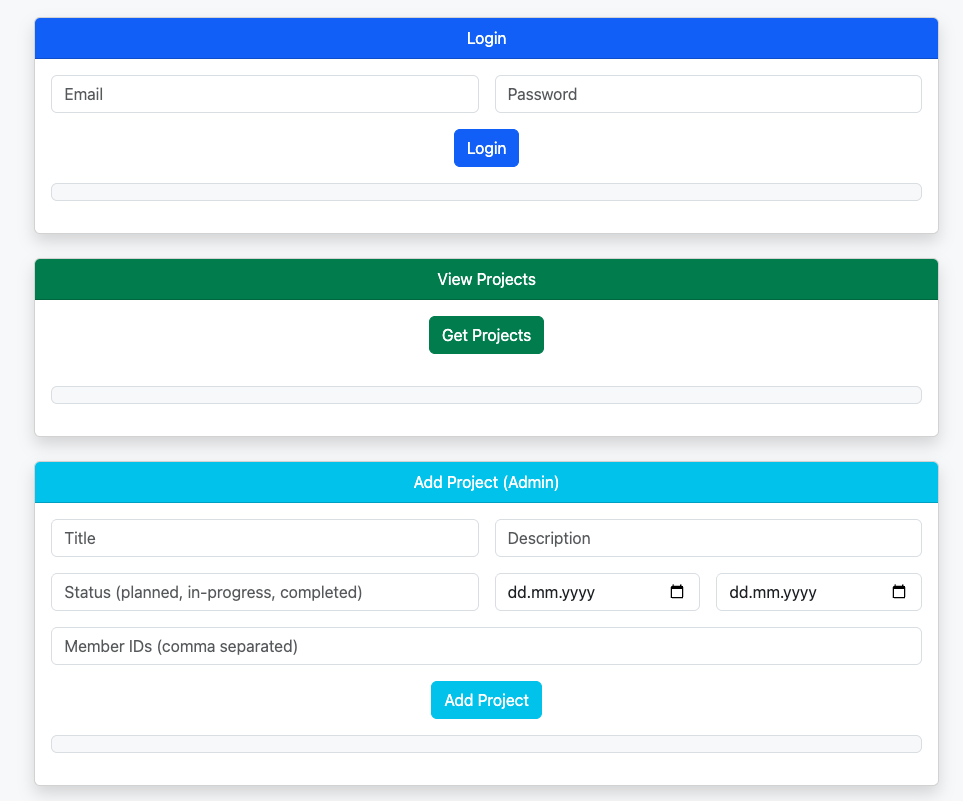 Login
Email Password
Login
View Projects
Get Projects
Add Project (Admin)
Title Description
Status (planned, in-progress, completed) dd.mm.yyyy dd.mm.yyyy
Member IDs (comma separated)
Add Project